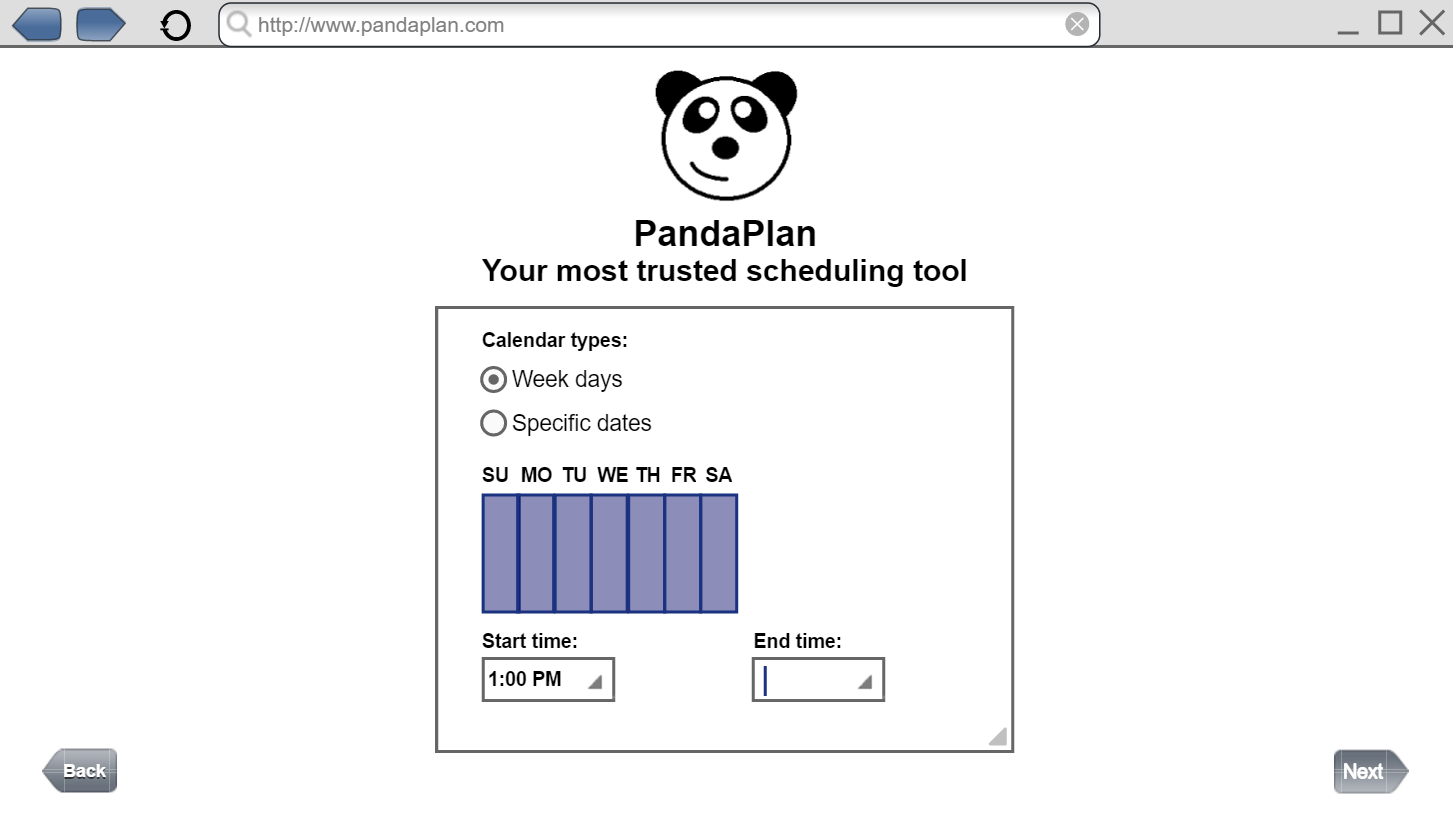 http://www.pandaplan.com
PandaPlan
Your most trusted scheduling tool
Calendar types:
Week days
Specific dates
SU MO TU WE TH FR SA
Start time: End time:
1:00 PM
Back Next